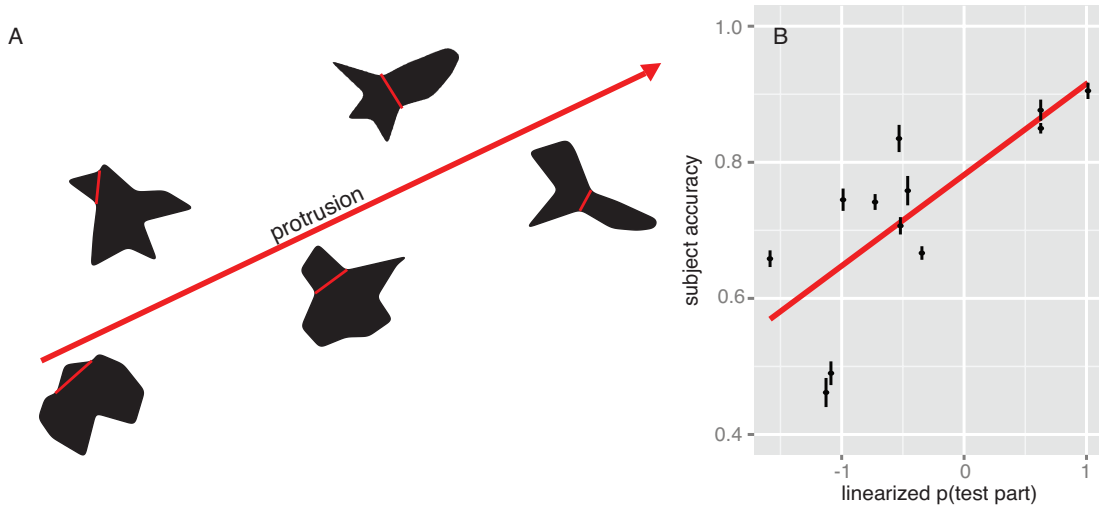 A
protrusion
B
subject accuracy
1.0
0.8
0.6
0.4
-1
0
1
linearized p(test part)